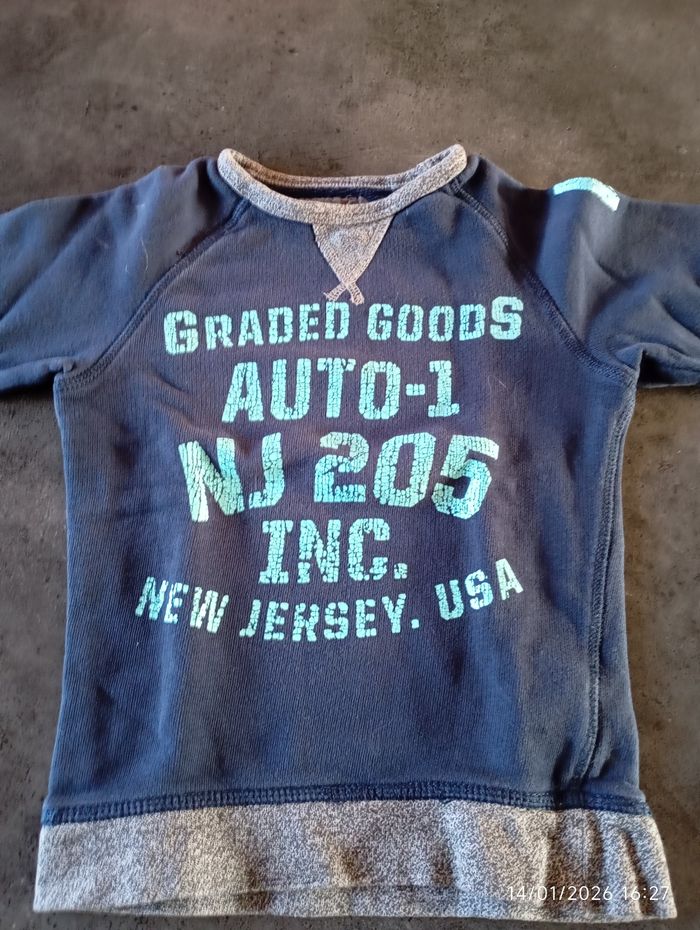 GRADED GOODS
AUTO-1
NJ 205
INC.
NEW JERSEY. USA
14/01/2026 16:27